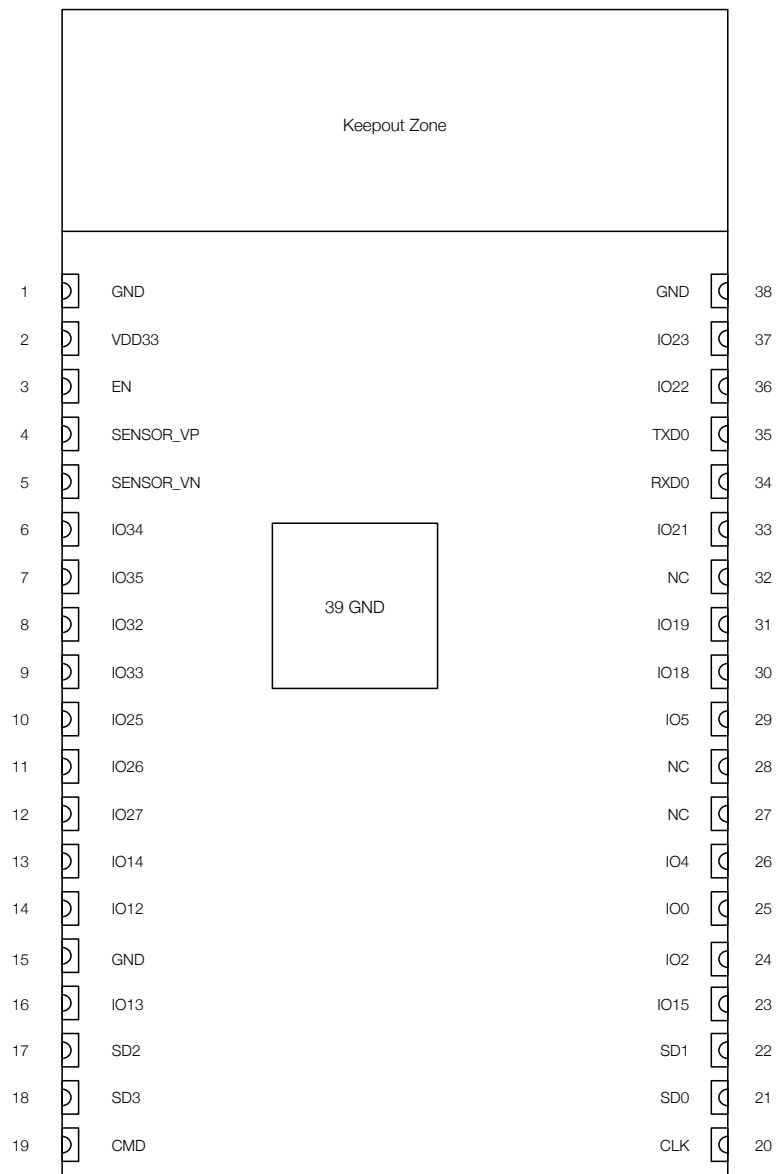 Keepout Zone
1 GND GND 38
2 VDD33 IO23 37
3 EN IO22 36
4 SENSOR_VP TXD0 35
5 SENSOR_VN RXD0 34
6 IO34 IO21 33
7 IO35 NC 32
39 GND
8 IO32 IO19 31
9 IO33 IO18 30
10 IO25 IO5 29
11 IO26 NC 28
12 IO27 NC 27
13 IO14 IO4 26
14 IO12 IO0 25
15 GND IO2 24
16 IO13 IO15 23
17 SD2 SD1 22
18 SD3 SD0 21
19 CMD CLK 20